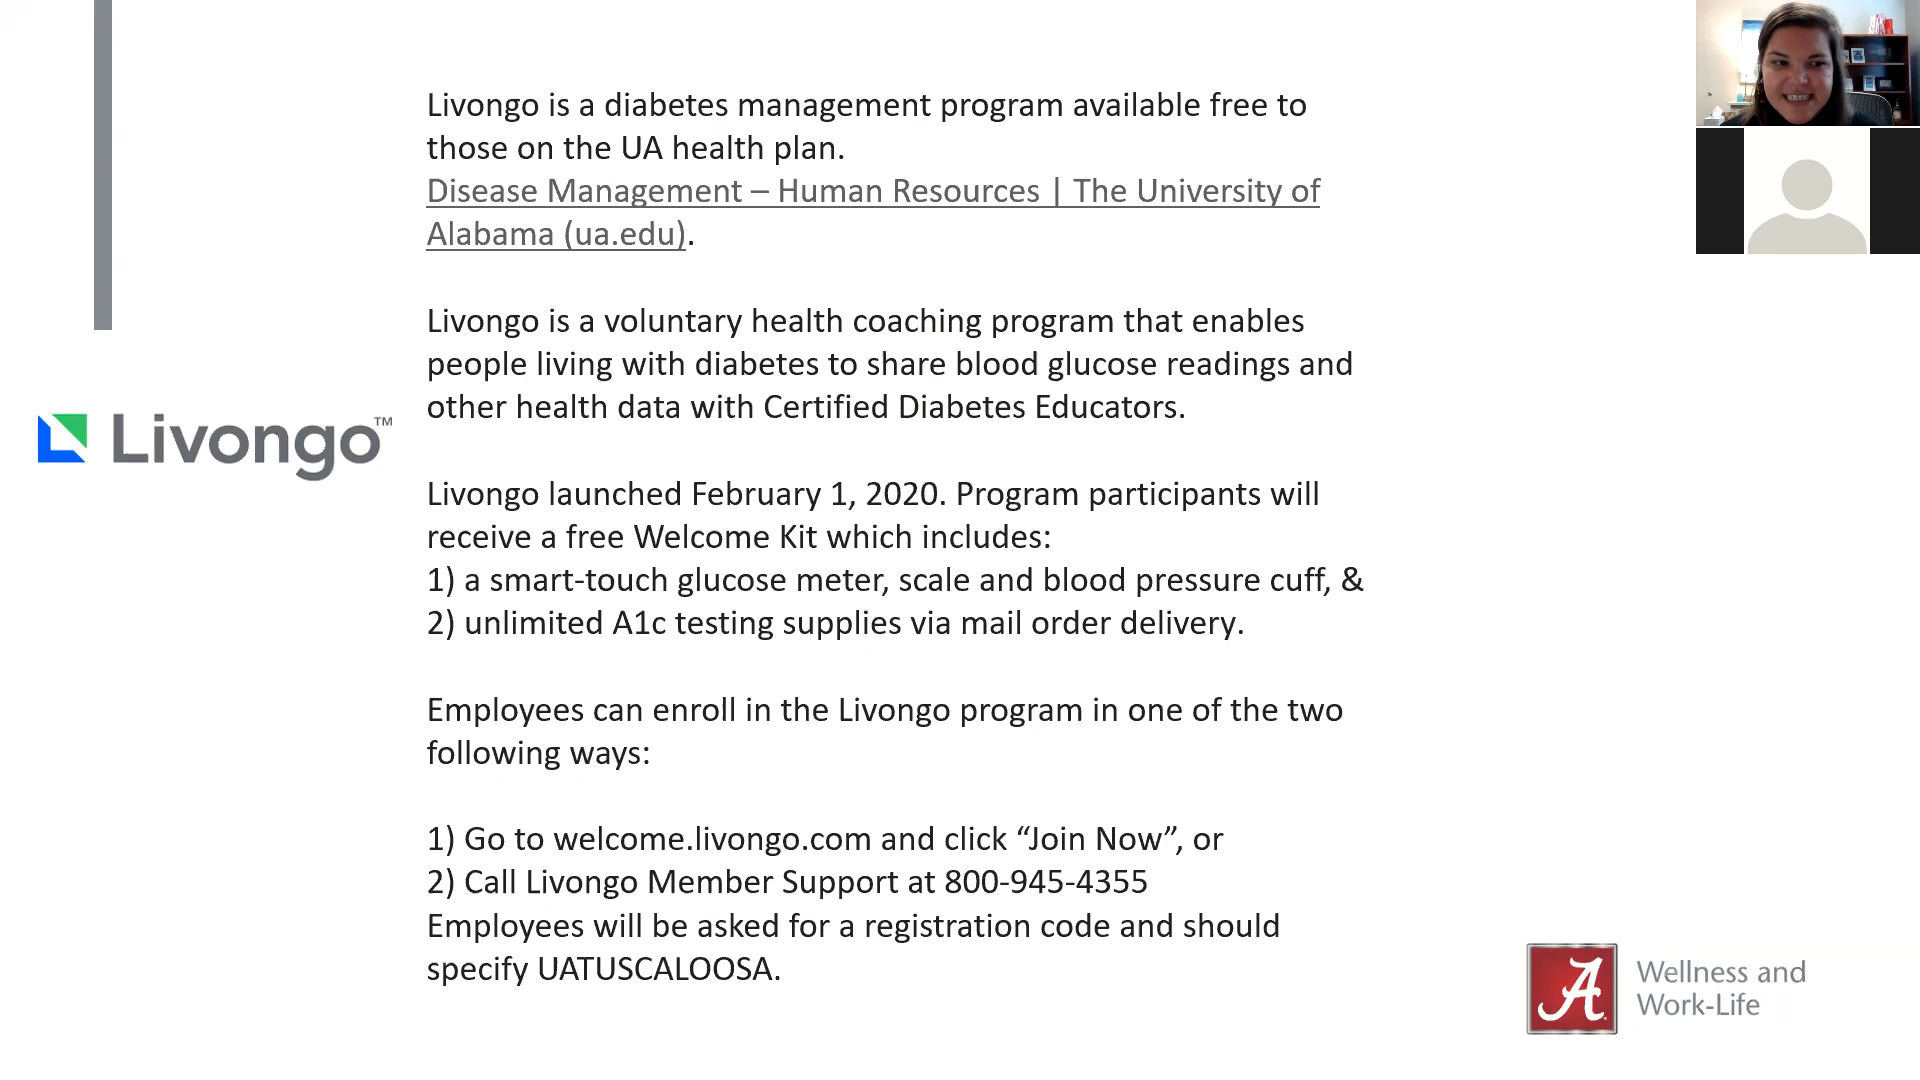 Livongo is a diabetes management program available free to
those on the UA health plan.
Disease Management – Human Resources | The University of
Alabama (ua.edu).
Livongo is a voluntary health coaching program that enables
people living with diabetes to share blood glucose readings and
other health data with Certified Diabetes Educators.
Livongo™
Livongo launched February 1, 2020. Program participants will
receive a free Welcome Kit which includes:
1) a smart-touch glucose meter, scale and blood pressure cuff, &
2) unlimited A1c testing supplies via mail order delivery.
Employees can enroll in the Livongo program in one of the two
following ways:
1) Go to welcome.livongo.com and click “Join Now”, or
2) Call Livongo Member Support at 800-945-4355
Employees will be asked for a registration code and should
specify UATUSCALOOSA.
A
Wellness and
Work-Life